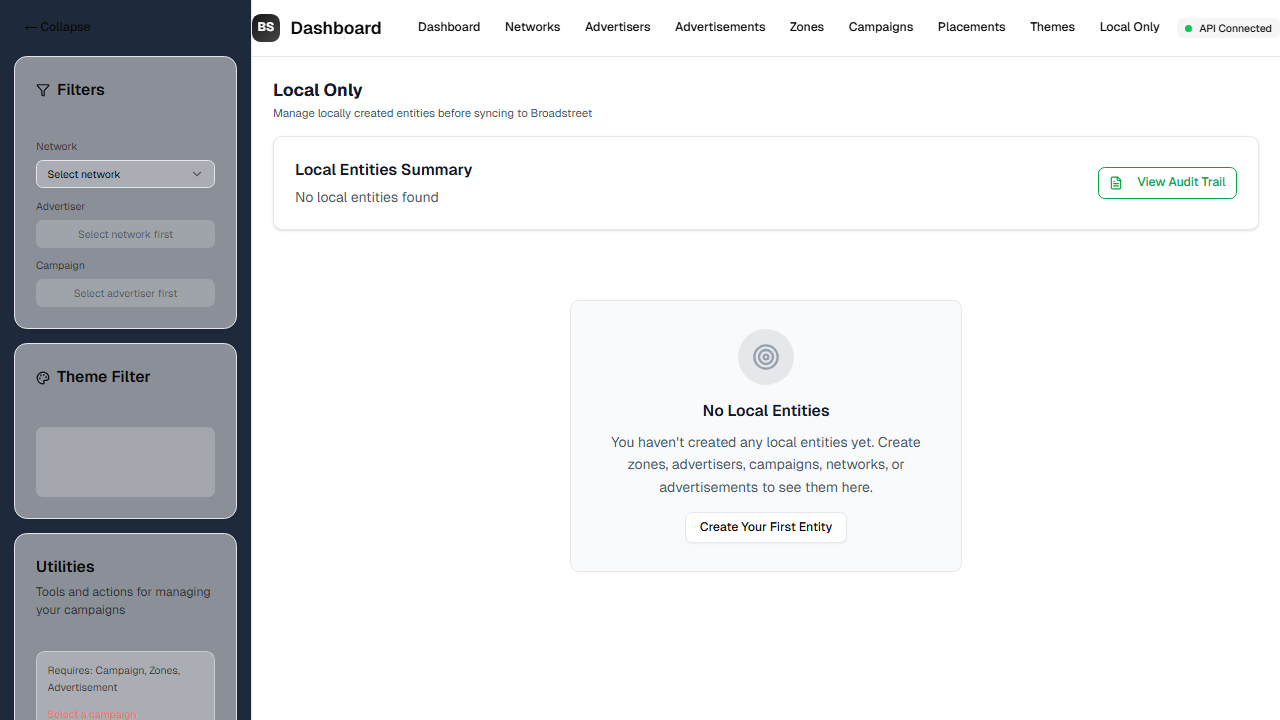 ← Collapse
Filters
Network
Select network
Advertiser
Select network first
Campaign
Select advertiser first
Theme Filter
Utilities
Tools and actions for managing
your campaigns
Requires: Campaign, Zones,
Advertisement
Select a campaign
BS
Dashboard
Dashboard
Networks
Advertisers
Advertisements
Zones
Campaigns
Placements
Themes
Local Only
API Connected
Local Only
Manage locally created entities before syncing to Broadstreet
Local Entities Summary
No local entities found
View Audit Trail
No Local Entities
You haven't created any local entities yet. Create
zones, advertisers, campaigns, networks, or
advertisements to see them here.
Create Your First Entity